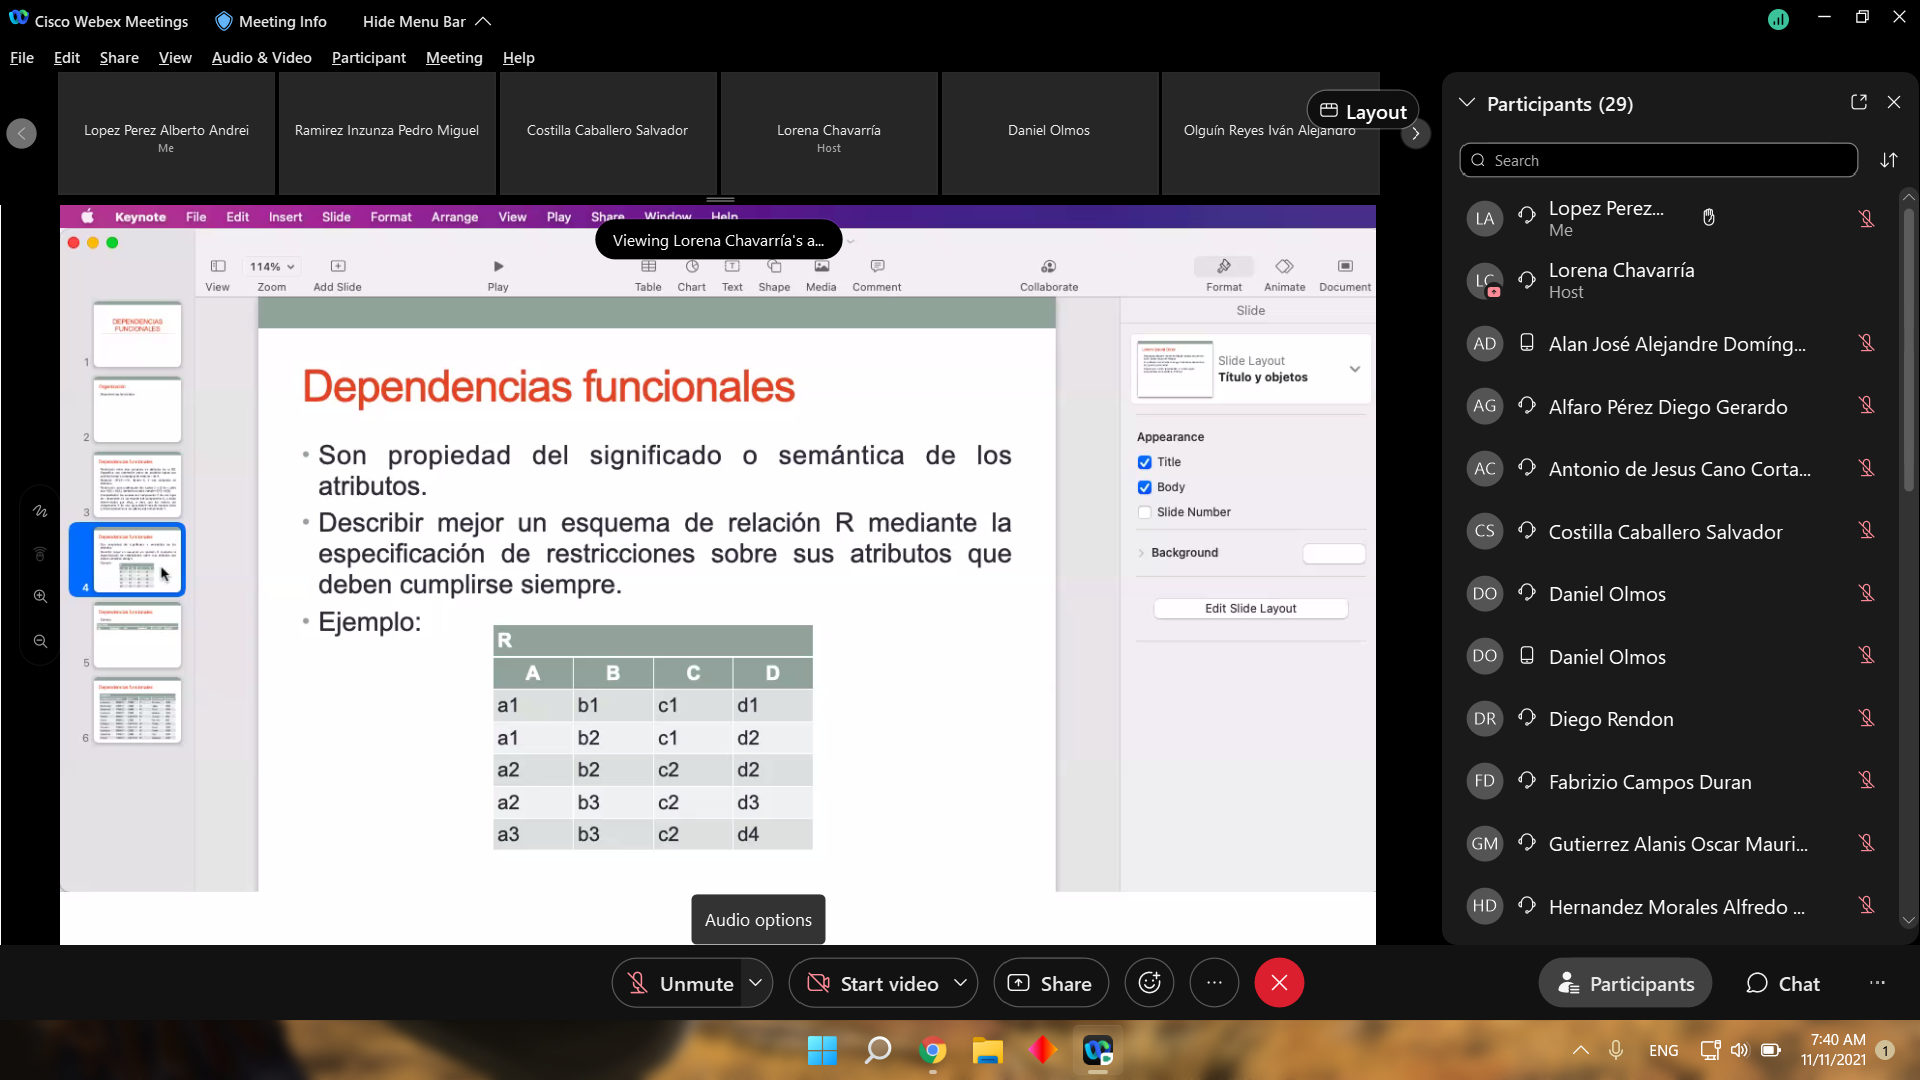 Cisco Webex Meetings
Meeting Info
Hide Menu Bar
File Edit Share View Audio & Video Participant Meeting Help
Lopez Perez Alberto Andrei
Me
Ramirez Inzunza Pedro Miguel
Costilla Caballero Salvador
Lorena Chavarría
Host
Daniel Olmos
Olguín Reyes Iván Alejandro
Layout
Keynote File Edit Insert Slide Format Arrange View Play Share Window Help
Viewing Lorena Chavarría's a...
114%
View Zoom Add Slide Play Table Chart Text Shape Media Comment Collaborate Format Animate Document
DEPENDENCIAS
FUNCIONALES
1
2
3
4
5
6
Dependencias funcionales
• Son propiedad del significado o semántica de los
atributos.
• Describir mejor un esquema de relación R mediante la
especificación de restricciones sobre sus atributos que
deben cumplirse siempre.
• Ejemplo:
R
A B C D
a1 b1 c1 d1
a1 b2 c1 d2
a2 b2 c2 d2
a2 b3 c2 d3
a3 b3 c2 d4
Slide
Slide Layout
Título y objetos
Appearance
Title
Body
Slide Number
Background
Edit Slide Layout
Audio options
Participants (29)
Search
LA Lopez Perez...
Me
LC Lorena Chavarría
Host
AD Alan José Alejandre Domíng...
AG Alfaro Pérez Diego Gerardo
AC Antonio de Jesus Cano Corta...
CS Costilla Caballero Salvador
DO Daniel Olmos
DO Daniel Olmos
DR Diego Rendon
FD Fabrizio Campos Duran
GM Gutierrez Alanis Oscar Mauri...
HD Hernandez Morales Alfredo ...
Unmute
Start video
Share
Participants
Chat
ENG
7:40 AM
11/11/2021
1